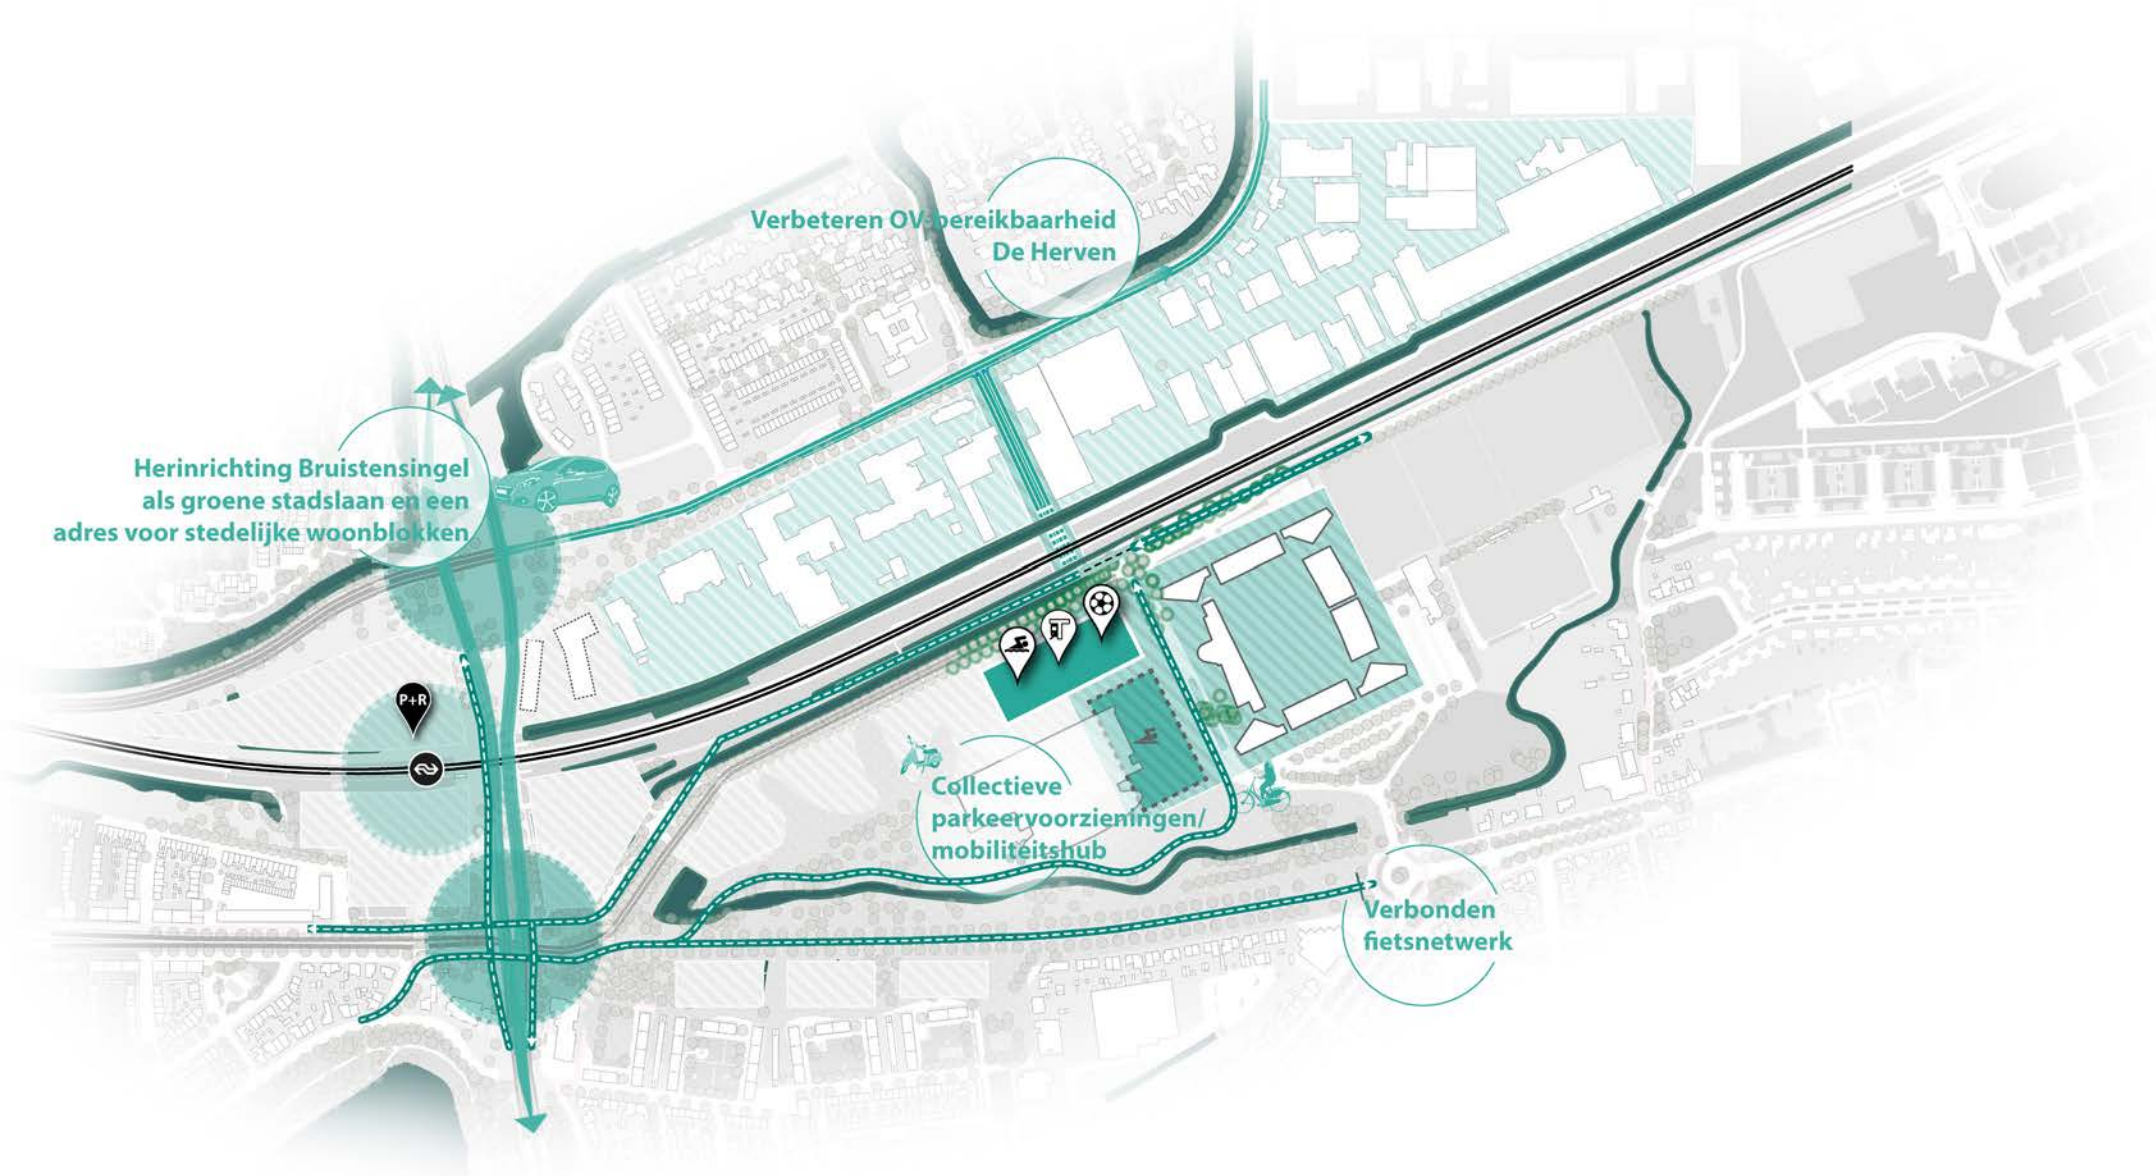 Verbeteren OV-bereikbaarheid
De Herven
Herinrichting Bruistensingel
als groene stadslaan en een
adres voor stedelijke woonblokken
P+R
Collectieve
parkeervoorzieningen/
mobiliteitshub
Verbonden
fietsnetwerk